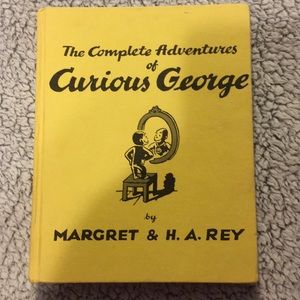 The Complete Adventures
of
Curious George
by
MARGRET & H. A. REY